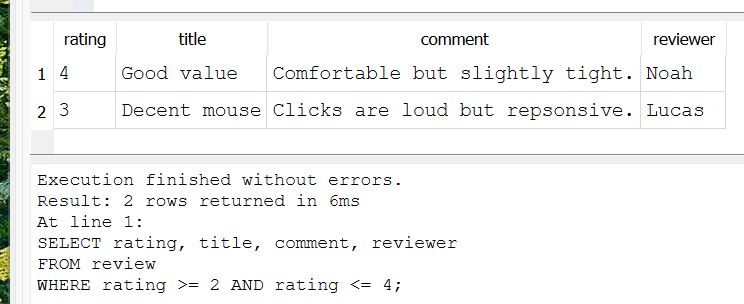 rating title comment reviewer
1 4 Good value Comfortable but slightly tight. Noah
2 3 Decent mouse Clicks are loud but repsonsive. Lucas
Execution finished without errors.
Result: 2 rows returned in 6ms
At line 1:
SELECT rating, title, comment, reviewer
FROM review
WHERE rating >= 2 AND rating <= 4;